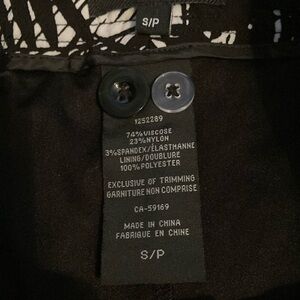 S/P
1252289
74%VISCOSE
23%NYLON
3%SPANDEX/ÉLASTHANNE
LINING/DOUBLURE
100%POLYESTER
EXCLUSIVE OF TRIMMING
GARNITURE NON COMPRISE
CA-59169
MADE IN CHINA
FABRIQUE EN CHINE
S/P